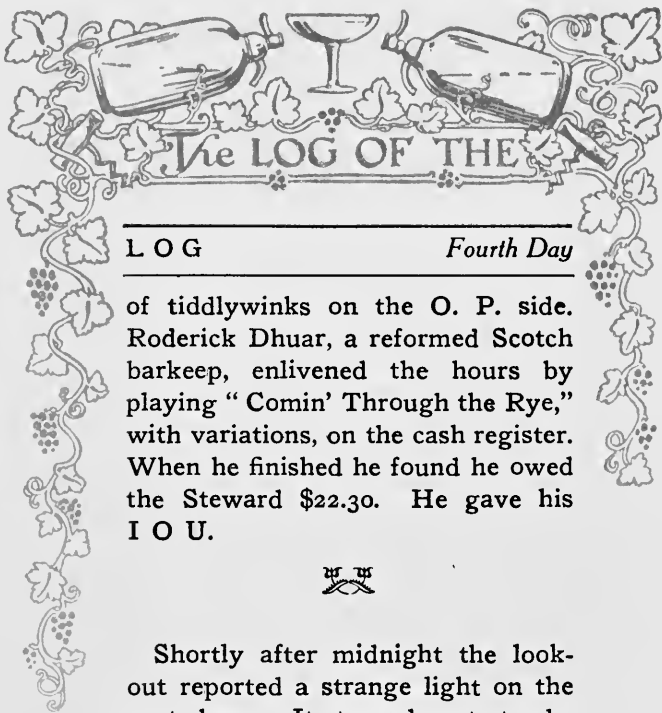 The LOG OF THE
LOG Fourth Day
of tiddlywinks on the O. P. side.
Roderick Dhuar, a reformed Scotch
barkeep, enlivened the hours by
playing “ Comin’ Through the Rye,”
with variations, on the cash register.
When he finished he found he owed
the Steward $22.30. He gave his
I O U.
Shortly after midnight the look-
out reported a strange light on the